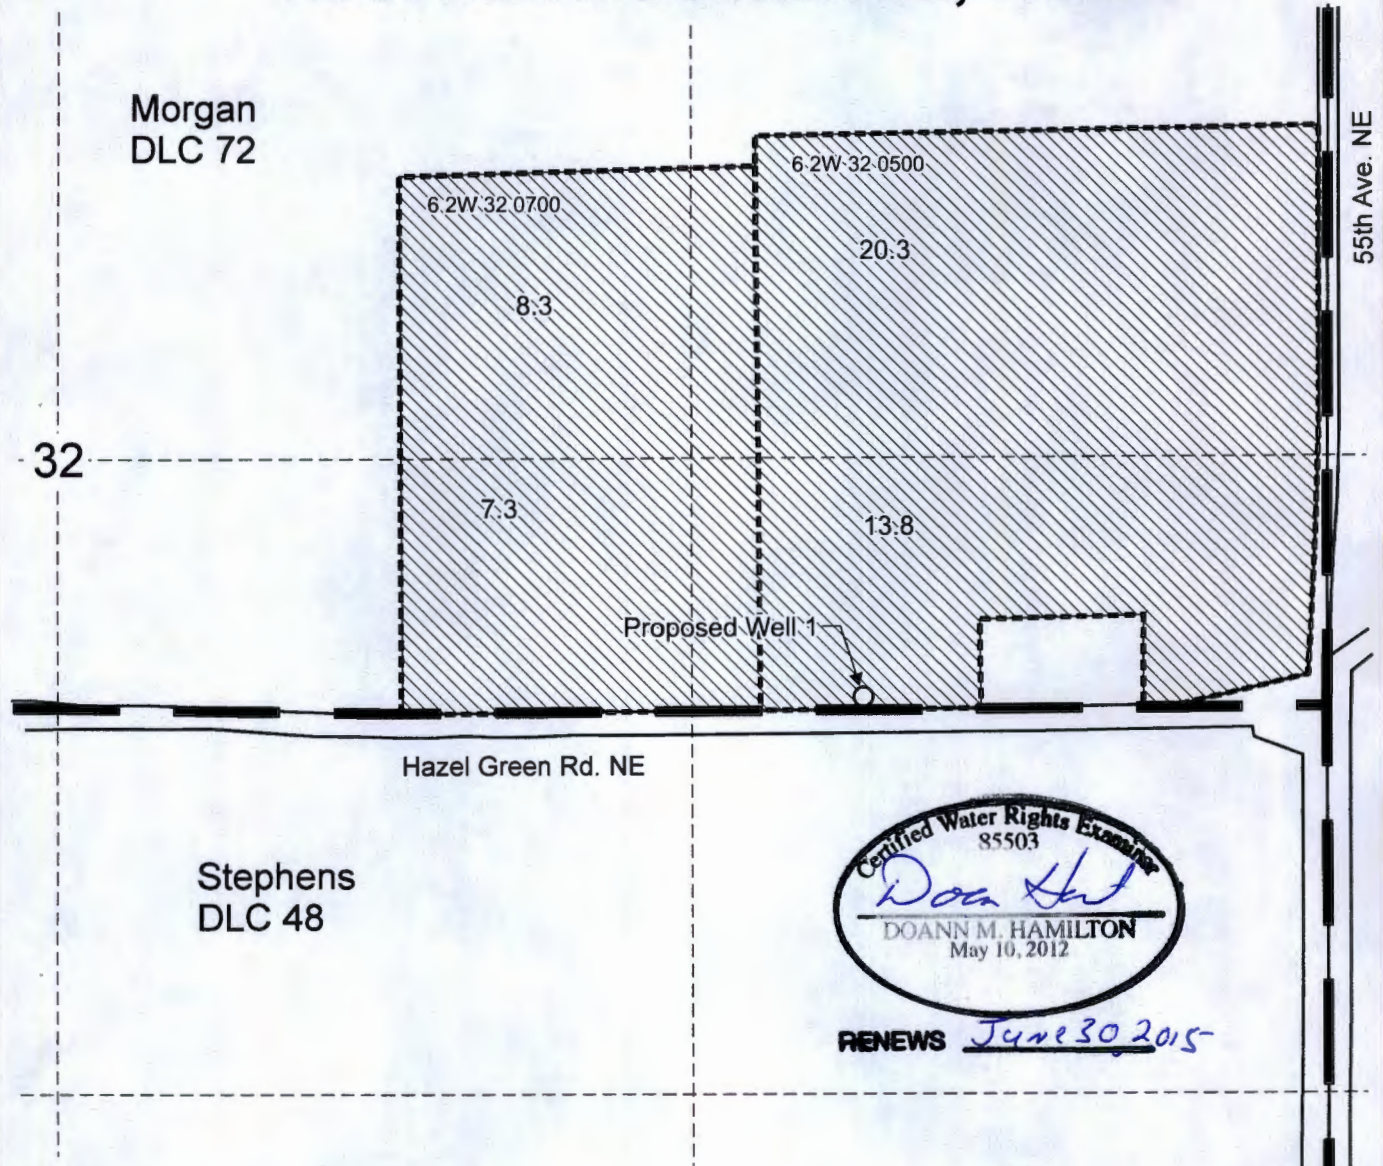 Morgan
DLC 72
6 2W 32 0700
6 2W 32 0500
55th Ave. NE
20.3
8.3
32
7.3
13.8
Proposed Well 1
Hazel Green Rd. NE
Stephens
DLC 48
Certified Water Rights Examiner
85503
DOANN M. HAMILTON
May 10, 2012
RENEWS June 30, 2015